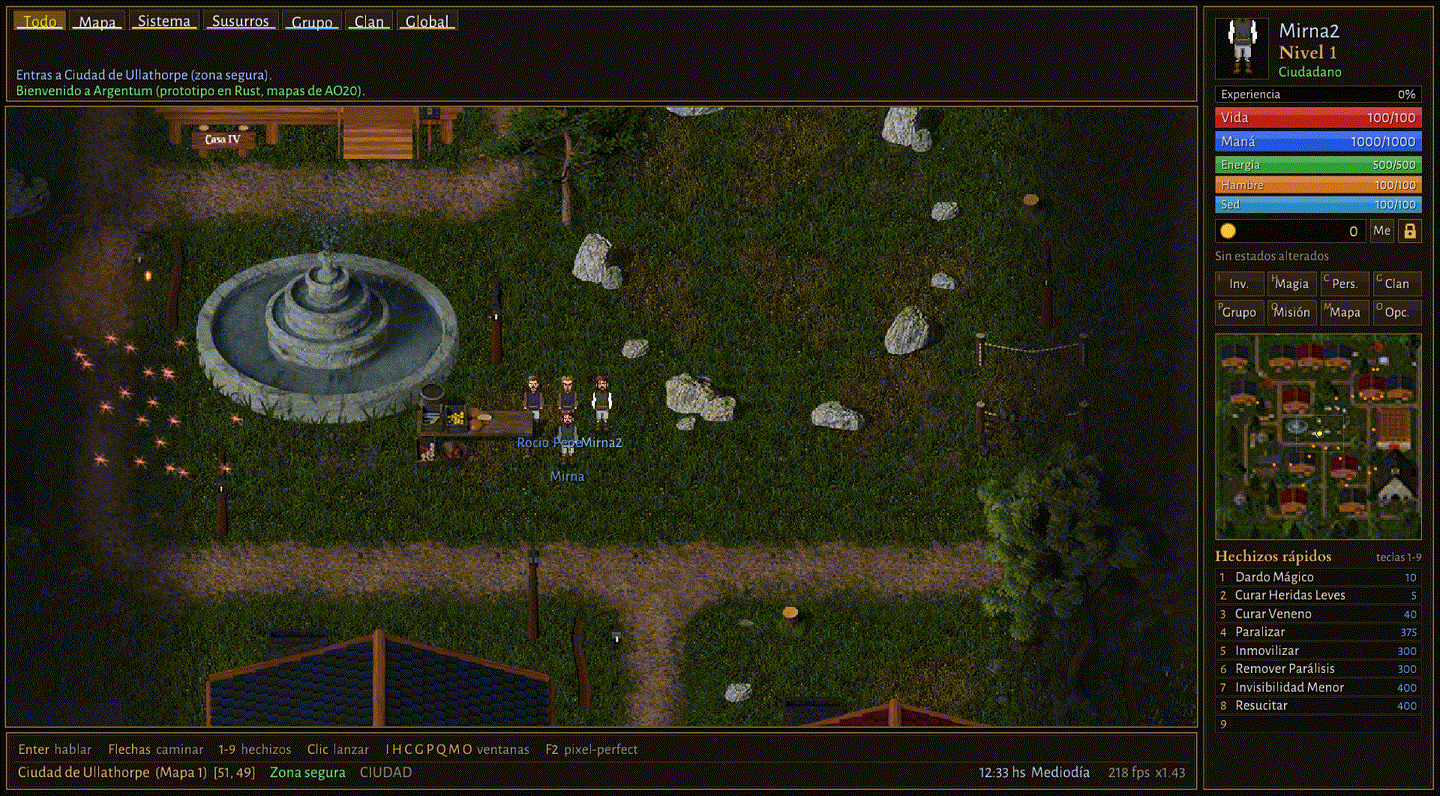 Todo Mapa Sistema Susurros Grupo Clan Global
Entras a Ciudad de Ullathorpe (zona segura).
Bienvenido a Argentum (prototipo en Rust, mapas de AO20).
Casa IV
Rocio Pepe Mirna2
Mirna
Enter hablar Flechas caminar 1-9 hechizos Clic lanzar I H C G P Q M O ventanas F2 pixel-perfect
Ciudad de Ullathorpe (Mapa 1) [51, 49] Zona segura CIUDAD 12:33 hs Mediodía 218 fps x1.43
Mirna2
Nivel 1
Ciudadano
Experiencia 0%
Vida 100/100
Maná 1000/1000
Energía 500/500
Hambre 100/100
Sed 100/100
0 Me
Sin estados alterados
I Inv. H Magia C Pers. G Clan
P Grupo Q Misión M Mapa O Opc.
Hechizos rápidos teclas 1-9
1 Dardo Mágico 10
2 Curar Heridas Leves 5
3 Curar Veneno 40
4 Paralizar 375
5 Inmovilizar 300
6 Remover Parálisis 300
7 Invisibilidad Menor 400
8 Resucitar 400
9